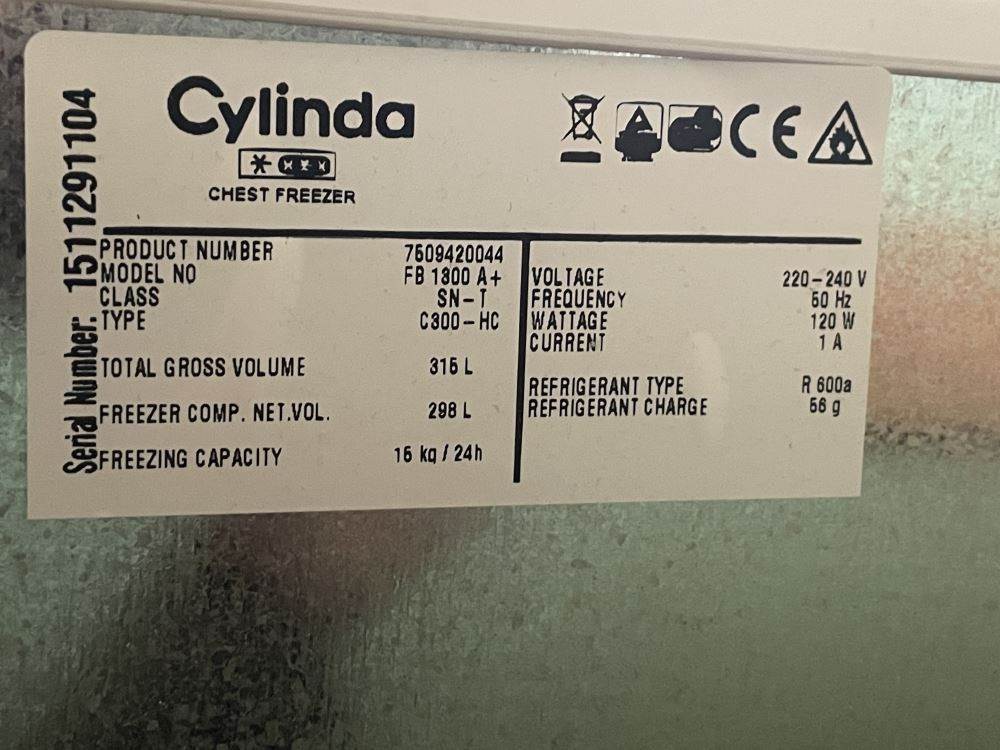 Cylinda
CHEST FREEZER
CE
Serial Number: 1511291104
PRODUCT NUMBER 7509420044
MODEL NO FB 1300 A+
CLASS SN-T
TYPE C300-HC
TOTAL GROSS VOLUME 315 L
FREEZER COMP. NET.VOL. 298 L
FREEZING CAPACITY 15 kg / 24h
VOLTAGE 220-240 V
FREQUENCY 50 Hz
WATTAGE 120 W
CURRENT 1 A
REFRIGERANT TYPE R 600a
REFRIGERANT CHARGE 56 g